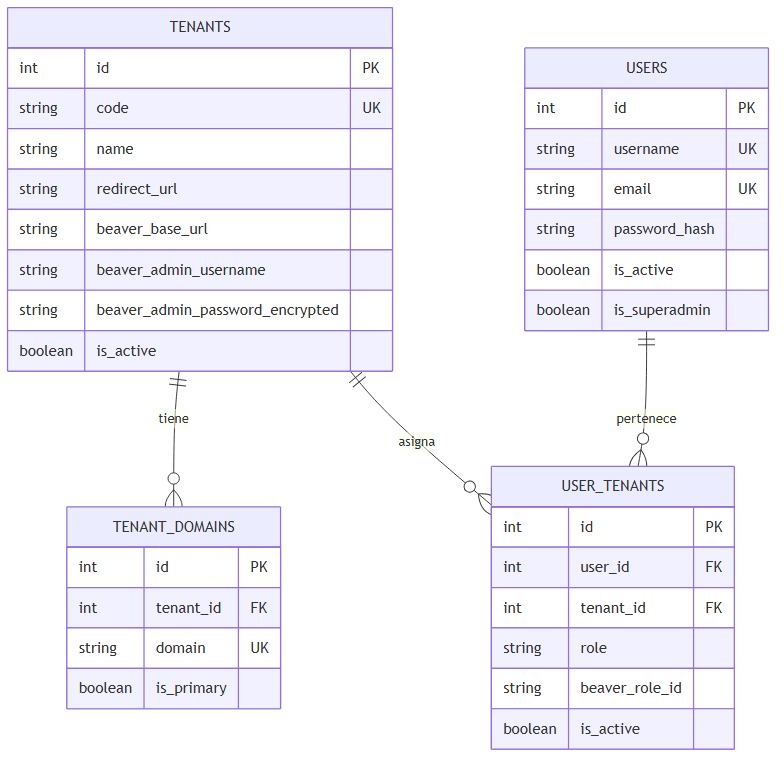 TENANTS
int id PK
string code UK
string name
string redirect_url
string beaver_base_url
string beaver_admin_username
string beaver_admin_password_encrypted
boolean is_active
USERS
int id PK
string username UK
string email UK
string password_hash
boolean is_active
boolean is_superadmin
tiene
asigna
pertenece
TENANT_DOMAINS
int id PK
int tenant_id FK
string domain UK
boolean is_primary
USER_TENANTS
int id PK
int user_id FK
int tenant_id FK
string role
string beaver_role_id
boolean is_active